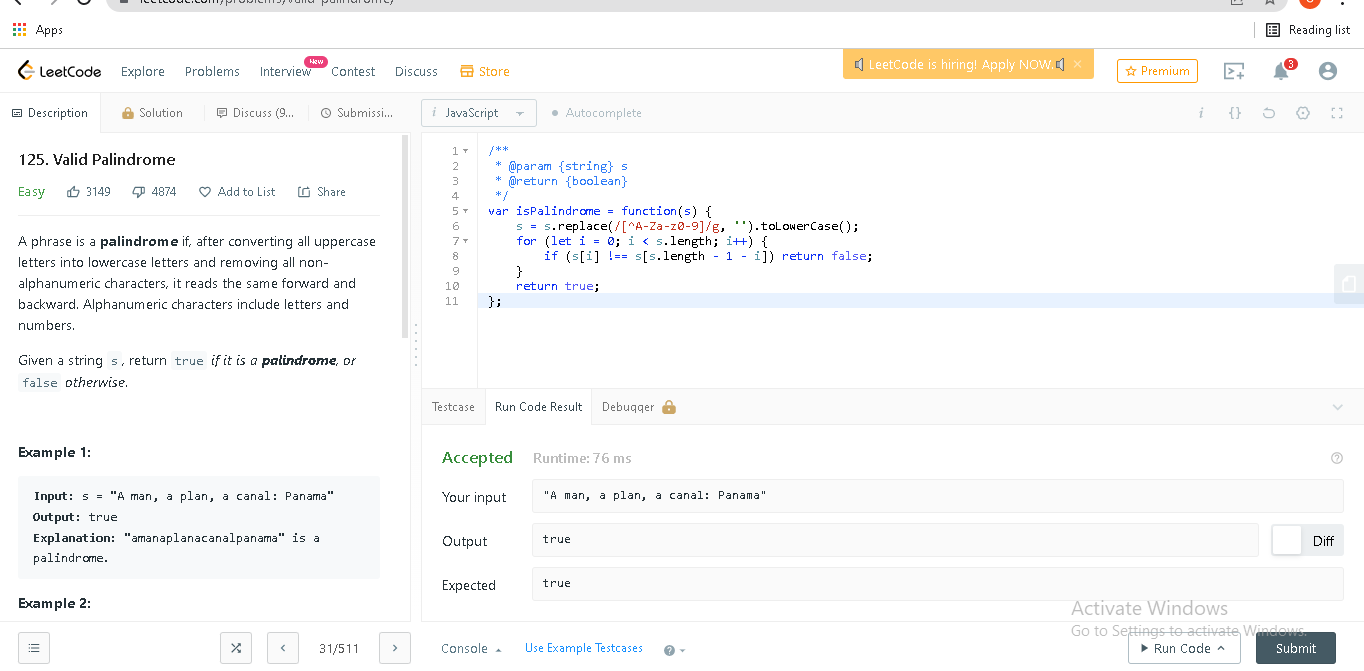 leetcode.com/problems/valid-palindrome/
Apps
Reading list
LeetCode Explore Problems Interview New Contest Discuss Store
LeetCode is hiring! Apply NOW.
Premium 3
Description Solution Discuss (9... Submissi...
i JavaScript Autocomplete
125. Valid Palindrome
Easy 3149 4874 Add to List Share
A phrase is a palindrome if, after converting all uppercase
letters into lowercase letters and removing all non-
alphanumeric characters, it reads the same forward and
backward. Alphanumeric characters include letters and
numbers.
Given a string s, return true if it is a palindrome, or
false otherwise.
Example 1:
Input: s = "A man, a plan, a canal: Panama"
Output: true
Explanation: "amanaplanacanalpanama" is a
palindrome.
Example 2:
31/511
1 /**
2 * @param {string} s
3 * @return {boolean}
4 */
5 var isPalindrome = function(s) {
6 s = s.replace(/[^A-Za-z0-9]/g, '').toLowerCase();
7 for (let i = 0; i < s.length; i++) {
8 if (s[i] !== s[s.length - 1 - i]) return false;
9 }
10 return true;
11 };
Testcase Run Code Result Debugger
Accepted Runtime: 76 ms
Your input "A man, a plan, a canal: Panama"
Output true Diff
Expected true
Activate Windows
Go to Settings to activate Windows.
Console Use Example Testcases Run Code Submit